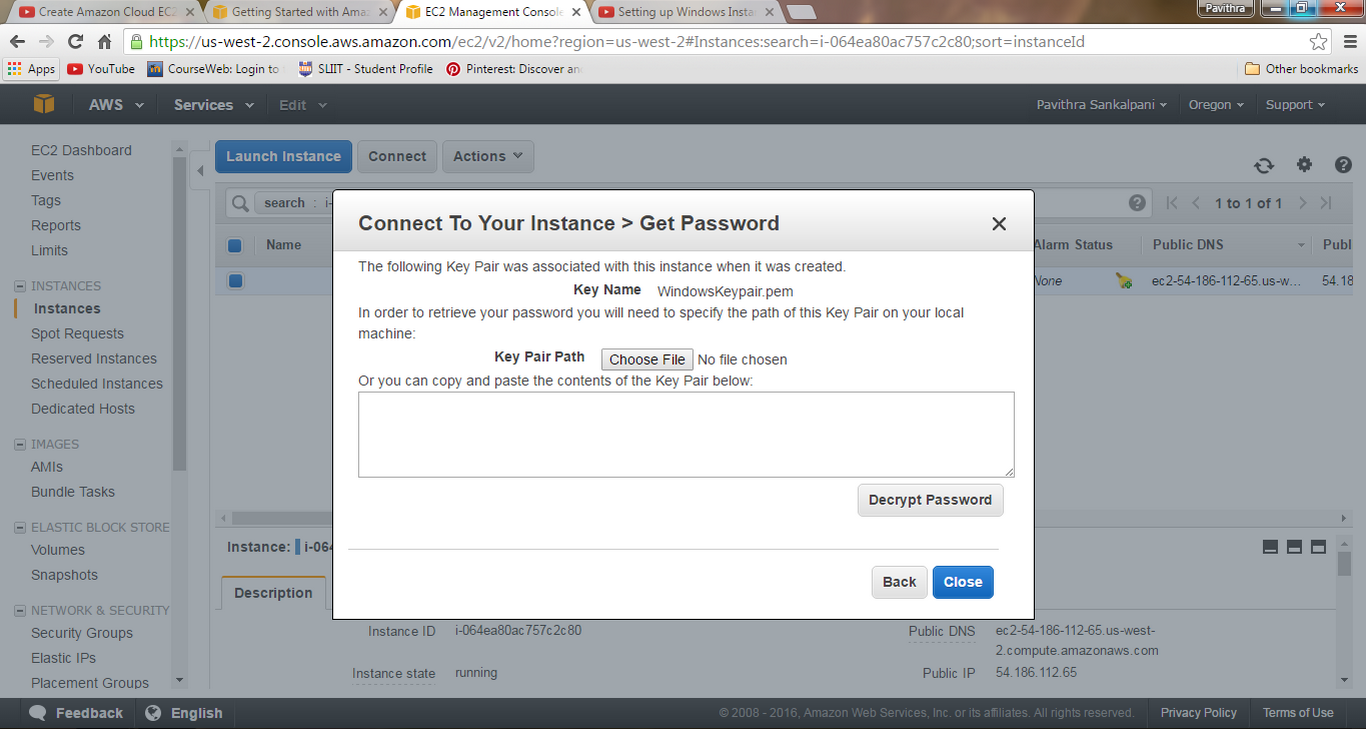 Create Amazon Cloud EC2
Getting Started with Amaz
EC2 Management Console
Setting up Windows Insta
Pavithra
https://us-west-2.console.aws.amazon.com/ec2/v2/home?region=us-west-2#Instances:search=i-064ea80ac757c2c80;sort=instanceId
Apps
YouTube
CourseWeb: Login to
SLIIT - Student Profile
Pinterest: Discover an
Other bookmarks
AWS
Services
Edit
Pavithra Sankalpani
Oregon
Support
EC2 Dashboard
Events
Tags
Reports
Limits
INSTANCES
Instances
Spot Requests
Reserved Instances
Scheduled Instances
Dedicated Hosts
IMAGES
AMIs
Bundle Tasks
ELASTIC BLOCK STORE
Volumes
Snapshots
NETWORK & SECURITY
Security Groups
Elastic IPs
Placement Groups
Launch Instance
Connect
Actions
search : i-
1 to 1 of 1
Name
Alarm Status
Public DNS
Publ
None
ec2-54-186-112-65.us-w...
54.18
Connect To Your Instance > Get Password
The following Key Pair was associated with this instance when it was created.
Key Name WindowsKeypair.pem
In order to retrieve your password you will need to specify the path of this Key Pair on your local
machine:
Key Pair Path Choose File No file chosen
Or you can copy and paste the contents of the Key Pair below:
Decrypt Password
Back
Close
Instance: i-064
Description
Instance ID i-064ea80ac757c2c80
Public DNS ec2-54-186-112-65.us-west-
2.compute.amazonaws.com
Instance state running
Public IP 54.186.112.65
Feedback
English
© 2008 - 2016, Amazon Web Services, Inc. or its affiliates. All rights reserved.
Privacy Policy
Terms of Use